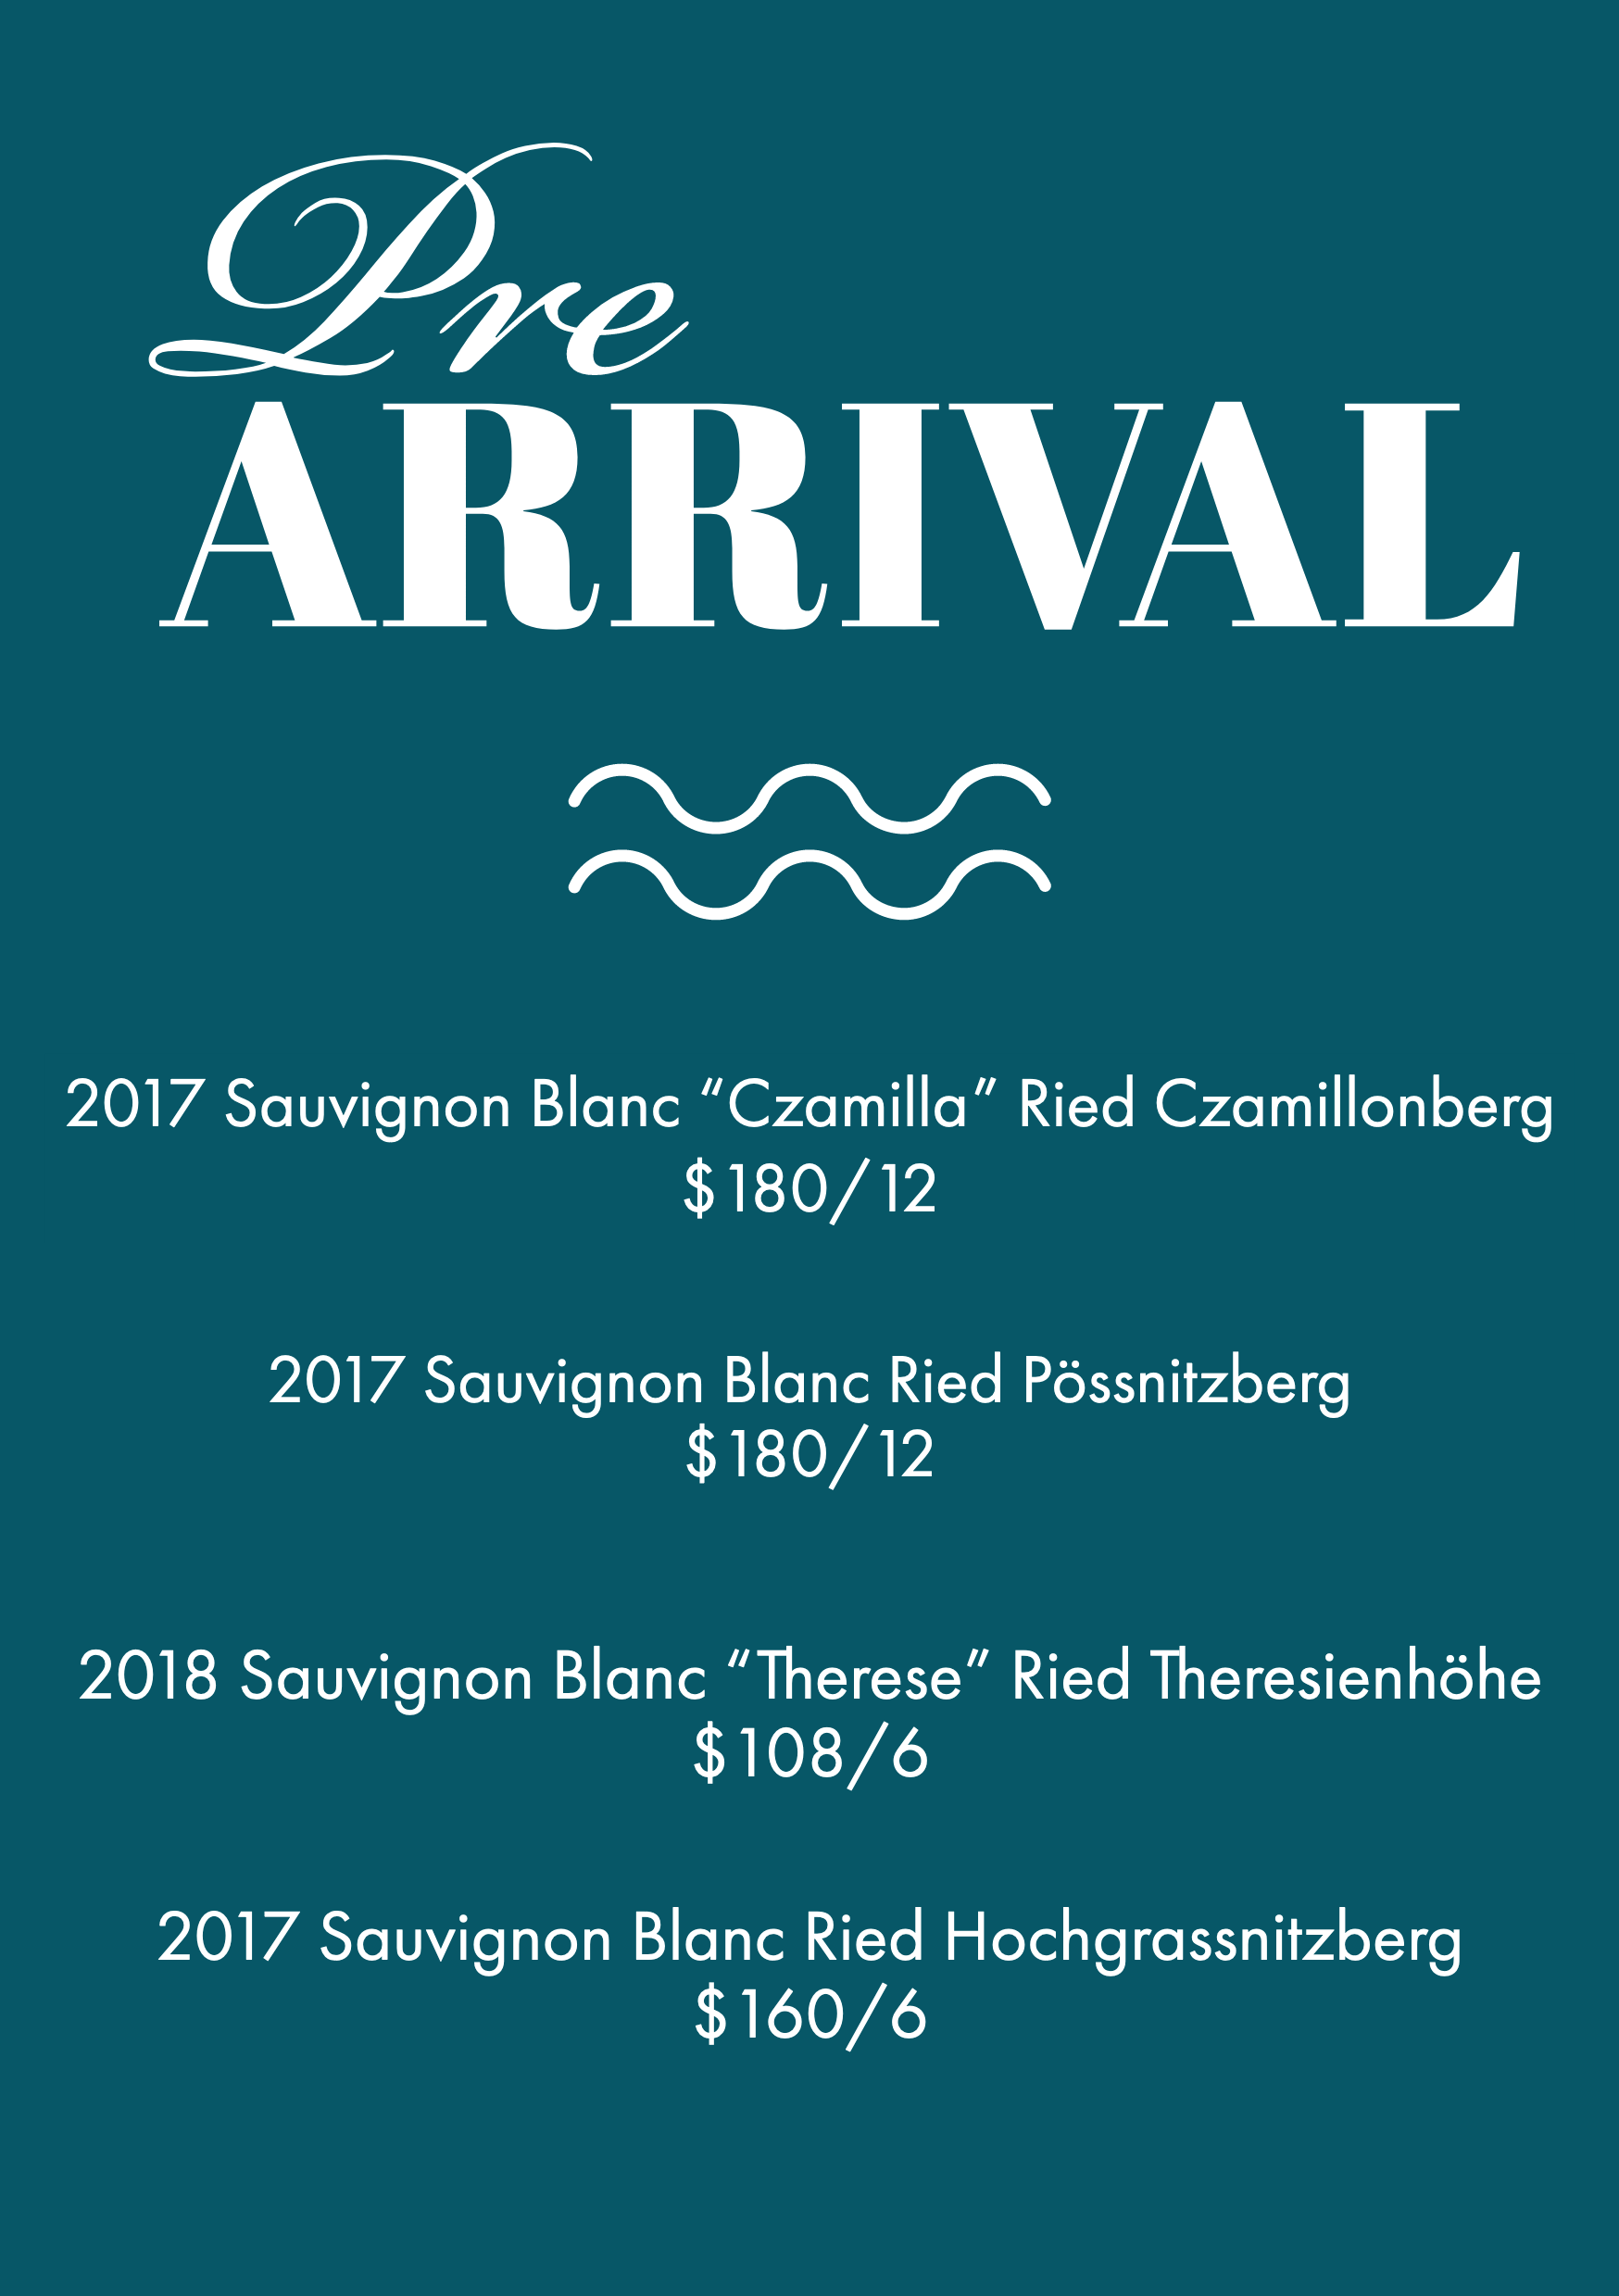 Pre
ARRIVAL
2017 Sauvignon Blanc “Czamilla” Ried Czamillonberg
$180/12
2017 Sauvignon Blanc Ried Pössnitzberg
$180/12
2018 Sauvignon Blanc “Therese” Ried Theresienhöhe
$108/6
2017 Sauvignon Blanc Ried Hochgrassnitzberg
$160/6